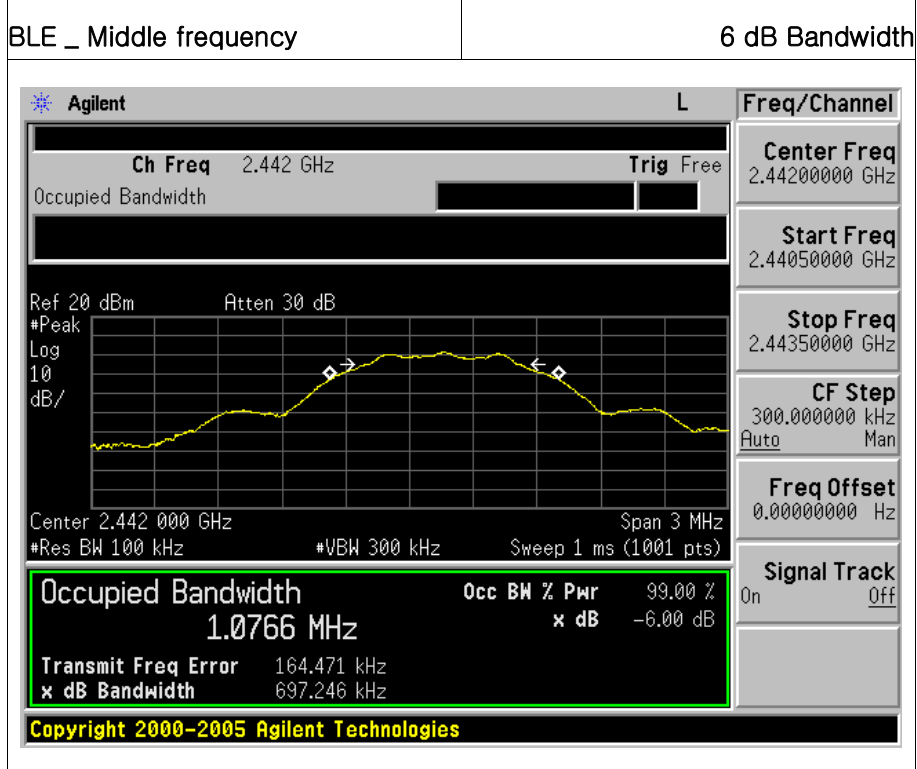 BLE _ Middle frequency 6 dB Bandwidth
Agilent L Freq/Channel
Ch Freq 2.442 GHz Trig Free
Occupied Bandwidth
Center Freq
2.44200000 GHz
Start Freq
2.44050000 GHz
Stop Freq
2.44350000 GHz
CF Step
300.000000 kHz
Auto Man
Freq Offset
0.00000000 Hz
Signal Track
On Off
Ref 20 dBm Atten 30 dB
#Peak
Log
10
dB/
Center 2.442 000 GHz Span 3 MHz
#Res BW 100 kHz #VBW 300 kHz Sweep 1 ms (1001 pts)
Occupied Bandwidth Occ BW % Pwr 99.00 %
1.0766 MHz x dB -6.00 dB
Transmit Freq Error 164.471 kHz
x dB Bandwidth 697.246 kHz
Copyright 2000-2005 Agilent Technologies